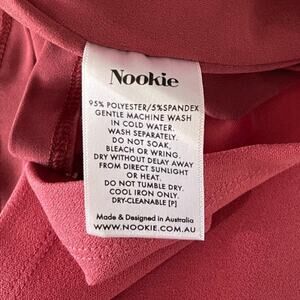 Nookie
95% POLYESTER/5%SPANDEX
GENTLE MACHINE WASH
IN COLD WATER.
WASH SEPARATELY.
DO NOT SOAK,
BLEACH OR WRING.
DRY WITHOUT DELAY AWAY
FROM DIRECT SUNLIGHT
OR HEAT.
DO NOT TUMBLE DRY.
COOL IRON ONLY.
DRY-CLEANABLE [P]
Made & Designed in Australia
WWW.NOOKIE.COM.AU